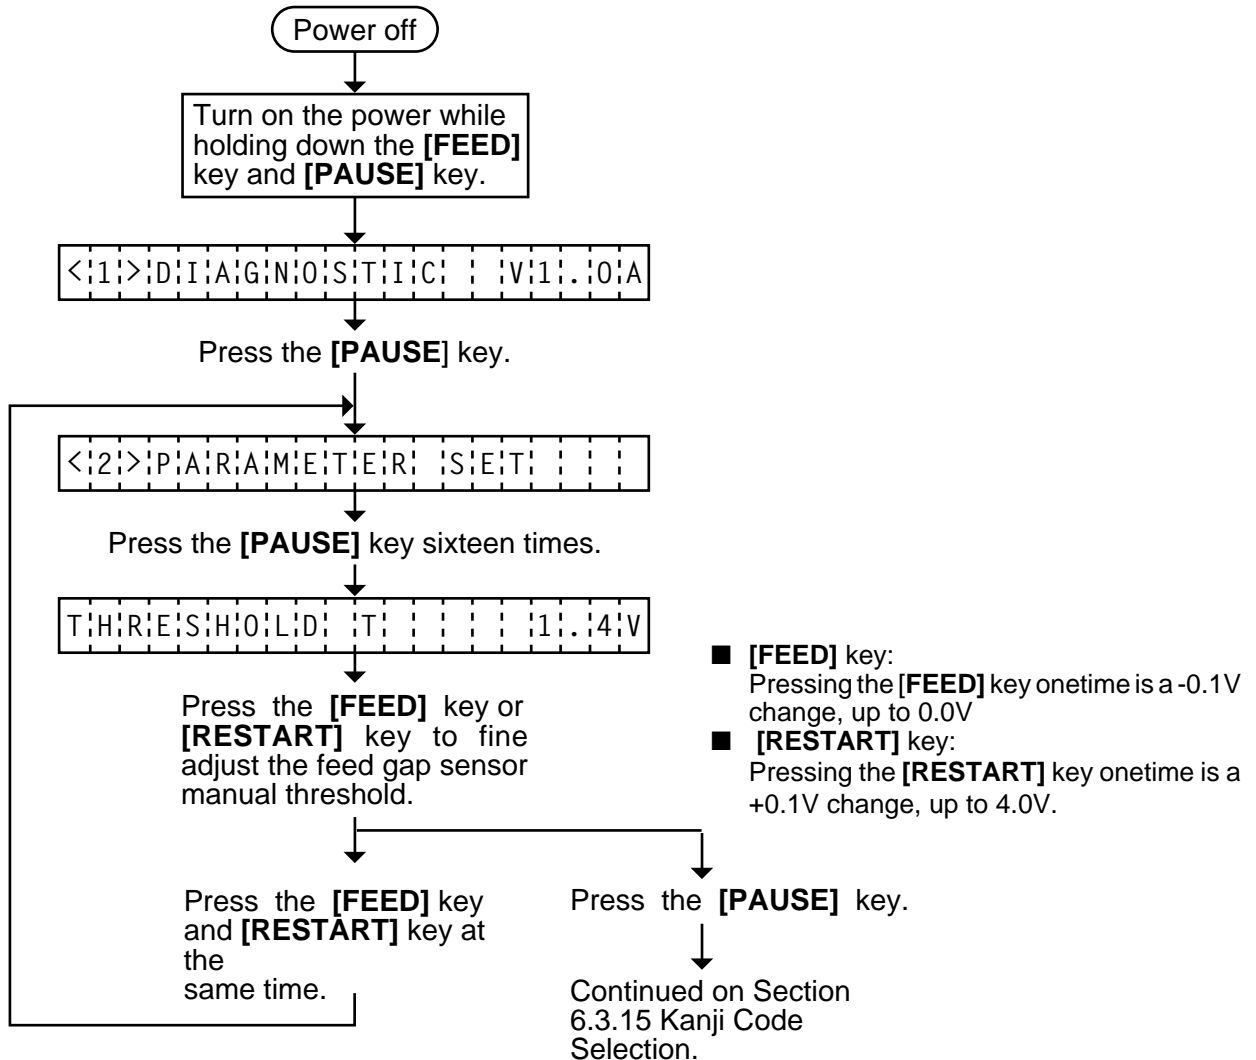 Power off
Turn on the power while
holding down the [FEED]
key and [PAUSE] key.
<1>DIAGNOSTIC  V1.0A
Press the [PAUSE] key.
<2>PARAMETER SET
Press the [PAUSE] key sixteen times.
THRESHOLD T     1.4V
Press the [FEED] key or
[RESTART] key to fine
adjust the feed gap sensor
manual threshold.
■ [FEED] key:
Pressing the [FEED] key onetime is a -0.1V
change, up to 0.0V
■ [RESTART] key:
Pressing the [RESTART] key onetime is a
+0.1V change, up to 4.0V.
Press the [FEED] key
and [RESTART] key at
the
same time.
Press the [PAUSE] key.
Continued on Section
6.3.15 Kanji Code
Selection.